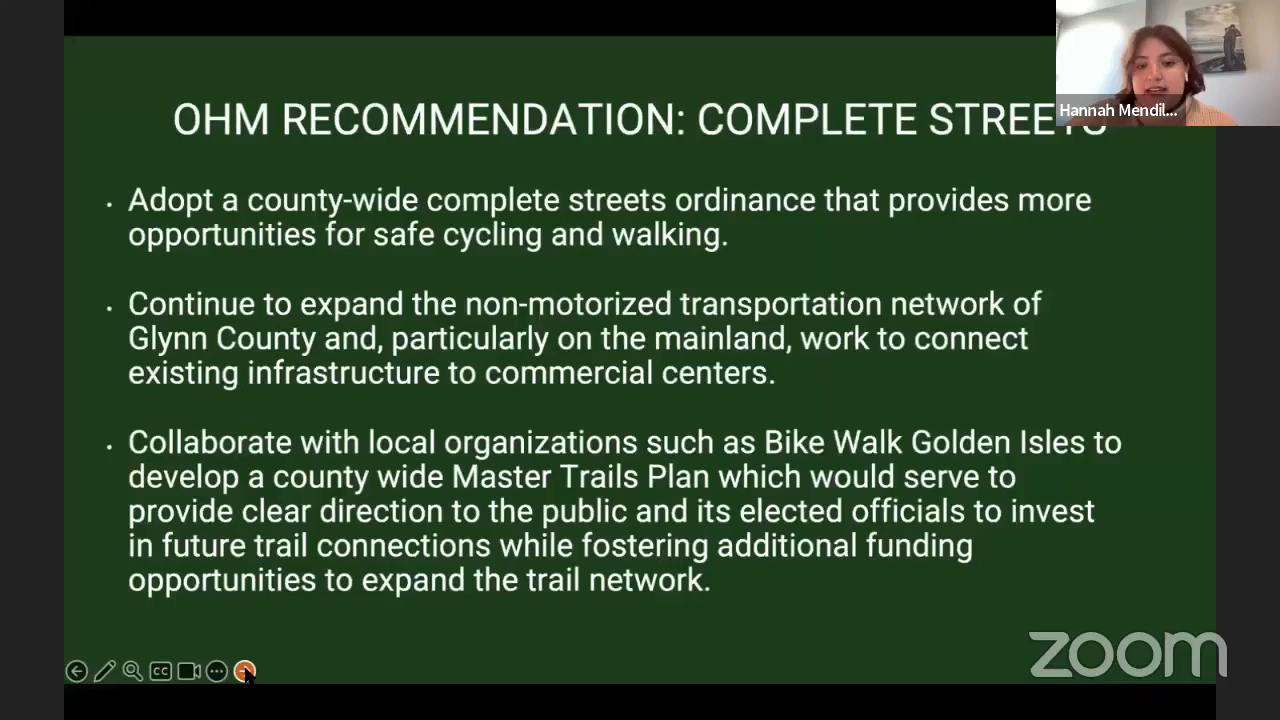 OHM RECOMMENDATION: COMPLETE STREETS
Hannah Mendil...
· Adopt a county-wide complete streets ordinance that provides more
opportunities for safe cycling and walking.
· Continue to expand the non-motorized transportation network of
Glynn County and, particularly on the mainland, work to connect
existing infrastructure to commercial centers.
· Collaborate with local organizations such as Bike Walk Golden Isles to
develop a county wide Master Trails Plan which would serve to
provide clear direction to the public and its elected officials to invest
in future trail connections while fostering additional funding
opportunities to expand the trail network.
CC
zoom